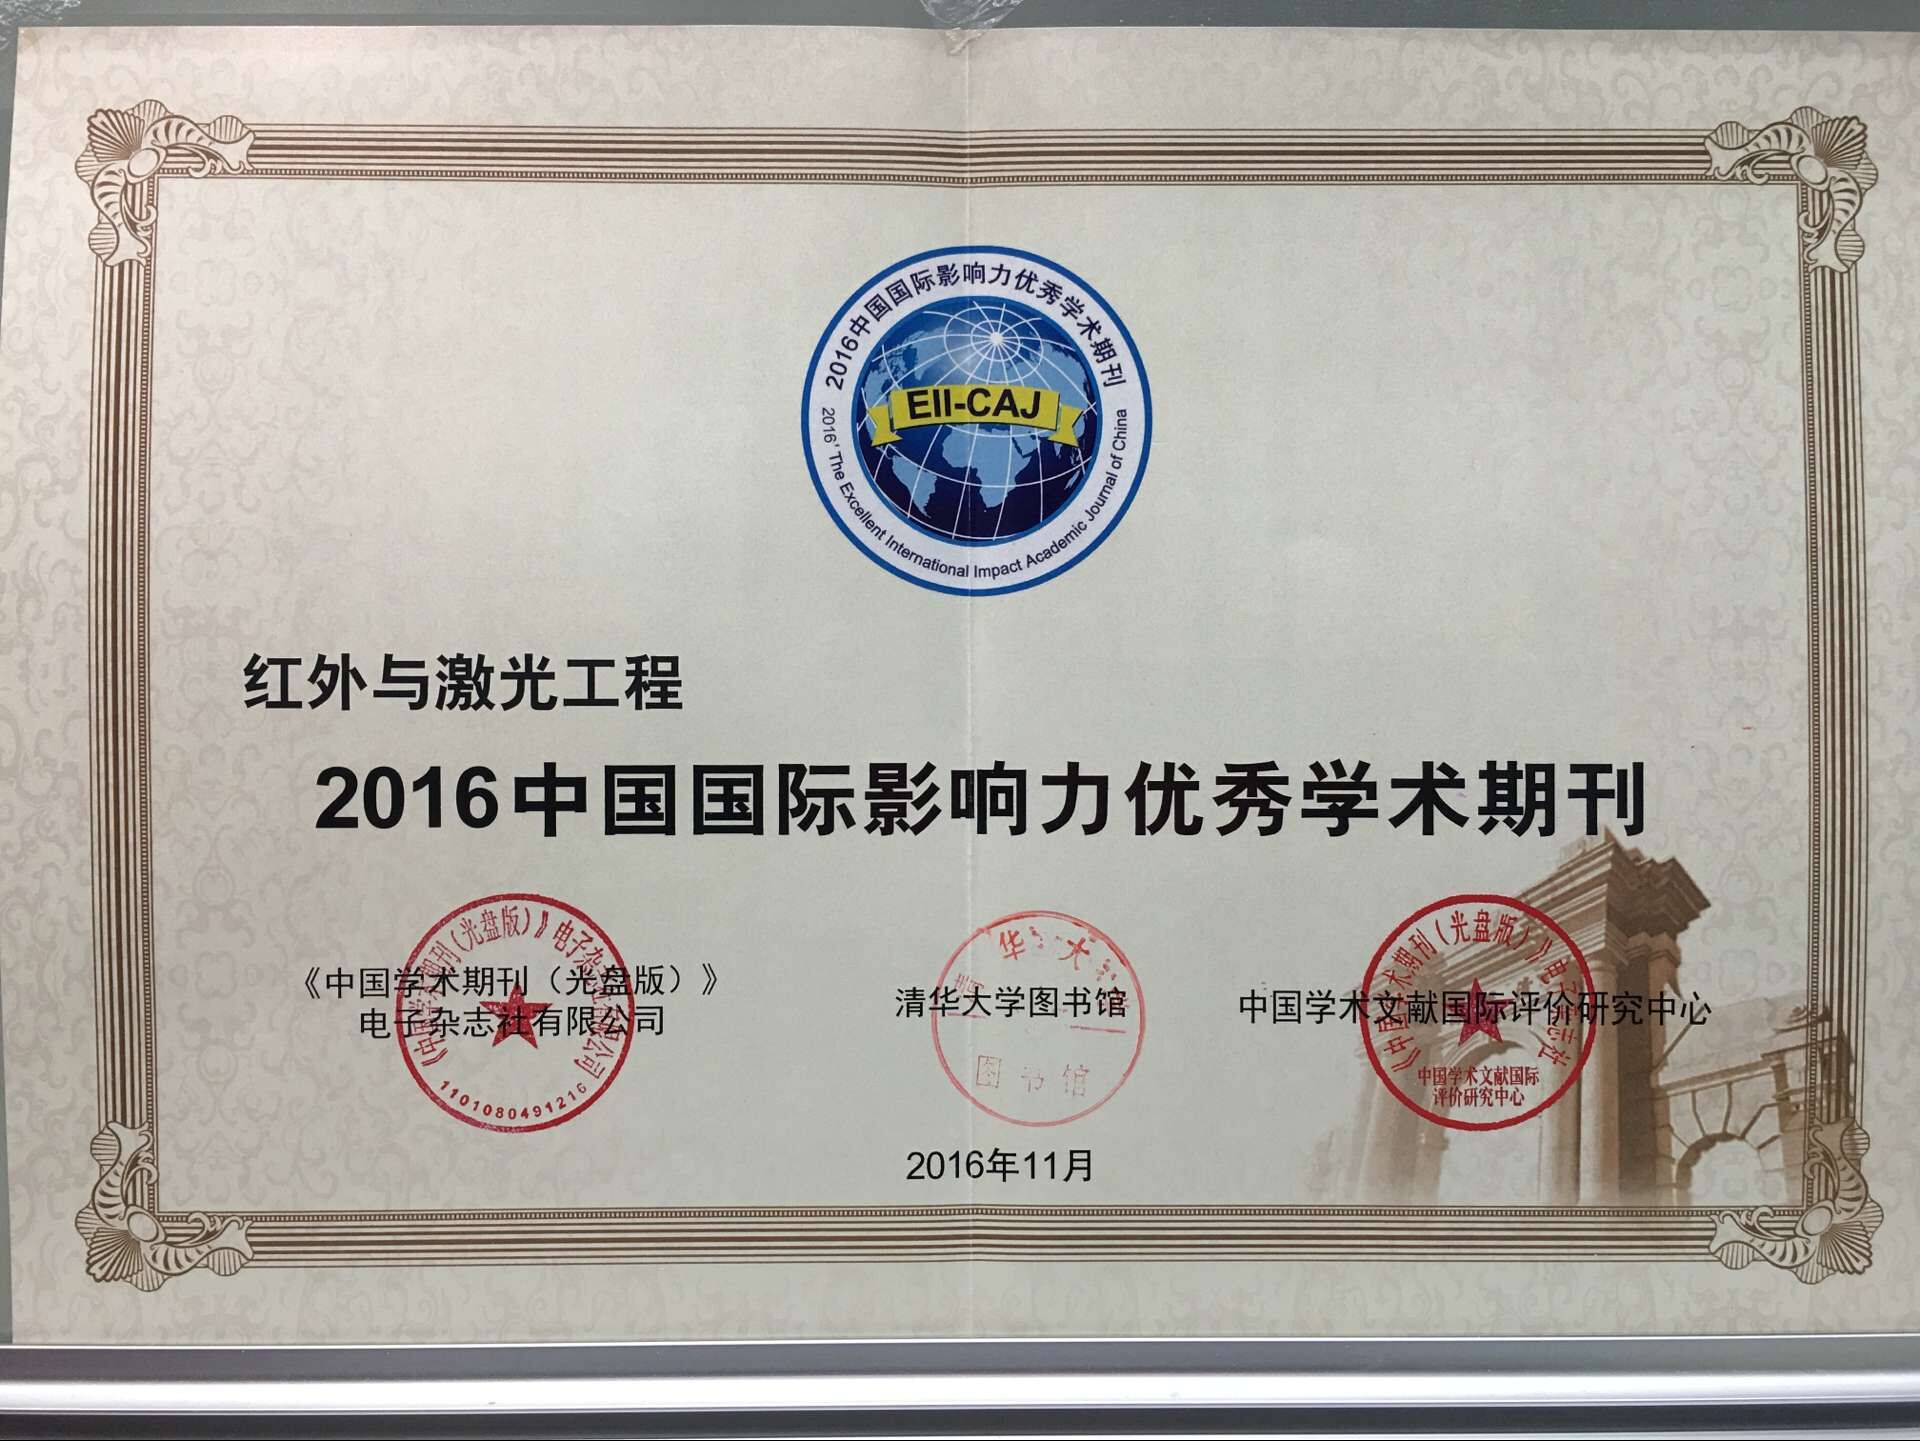 2016中国国际影响力优秀学术期刊
EII-CAJ
2016' The Excellent International Impact Academic Journal of China
红外与激光工程
2016中国国际影响力优秀学术期刊
《中国学术期刊（光盘版）》
电子杂志社有限公司
清华大学图书馆
中国学术文献国际评价研究中心
《中国学术期刊（光盘版）》电子杂志社有限公司
1101080491216
清华大学
图书馆
《中国学术期刊（光盘版）》电子杂志社
中国学术文献国际
评价研究中心
2016年11月